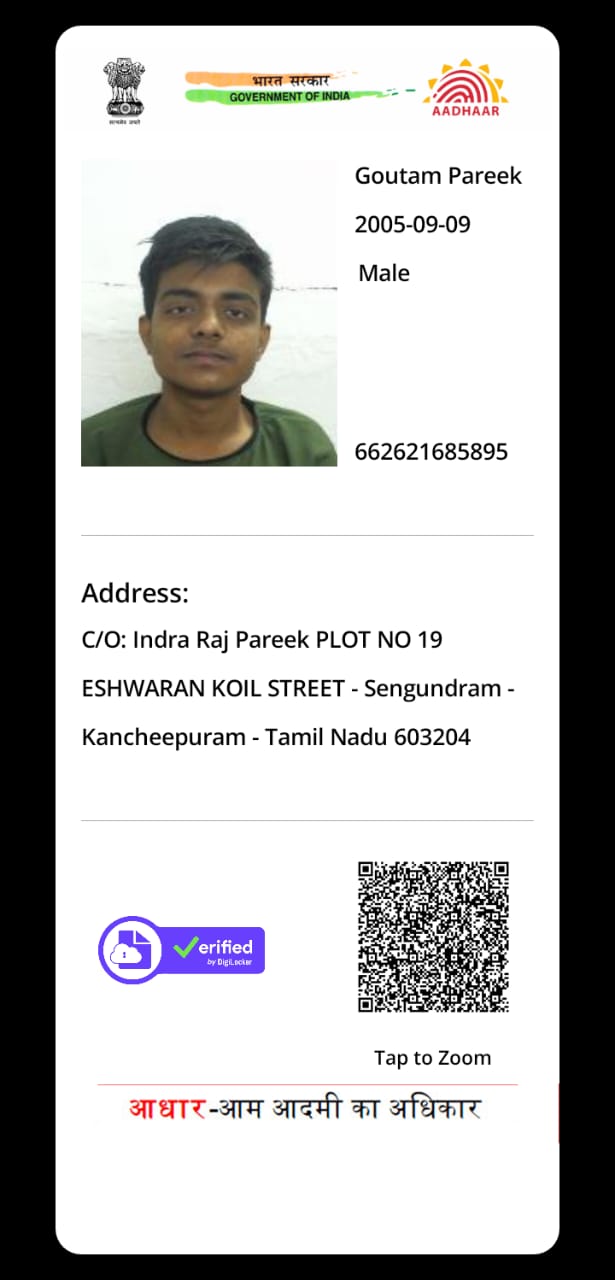 सत्यमेव जयते
भारत सरकार
GOVERNMENT OF INDIA
AADHAAR
Goutam Pareek
2005-09-09
Male
662621685895
Address:
C/O: Indra Raj Pareek PLOT NO 19
ESHWARAN KOIL STREET - Sengundram -
Kancheepuram - Tamil Nadu 603204
Verified
by DigiLocker
Tap to Zoom
आधार-आम आदमी का अधिकार